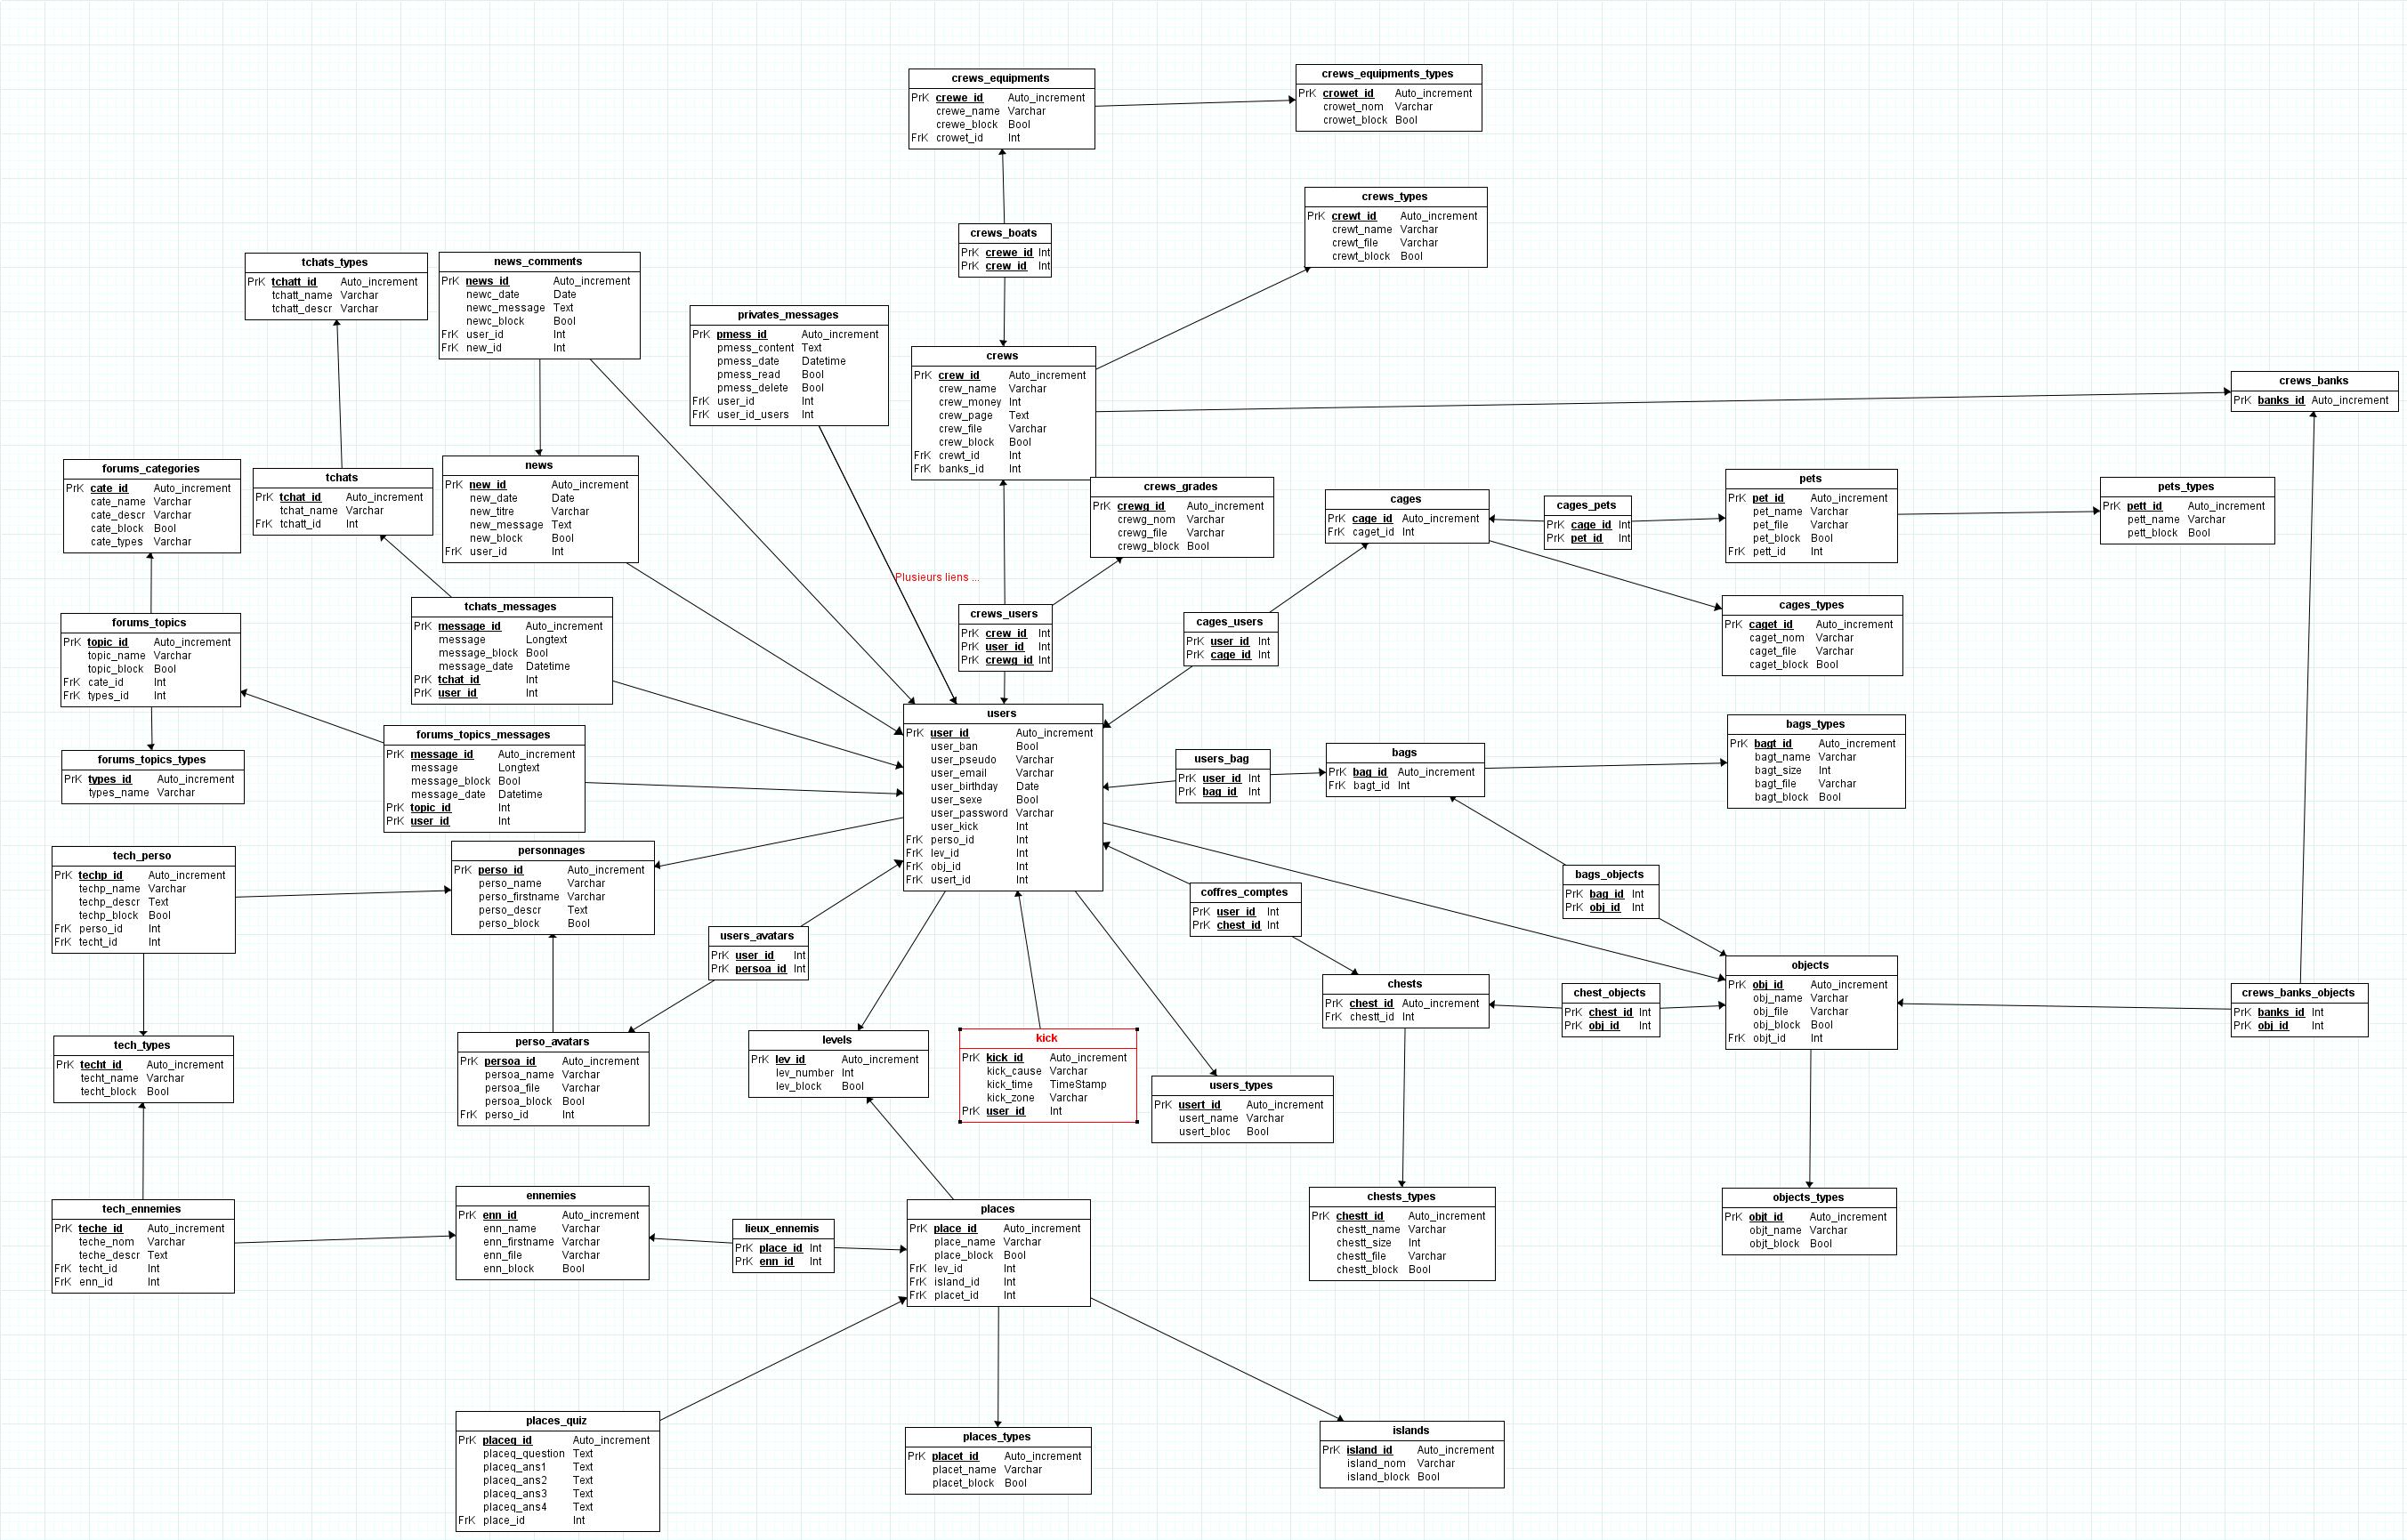 crews_equipments
PrK crewe_id Auto_increment
crewe_name Varchar
crewe_block Bool
FrK crowet_id Int
crews_equipments_types
PrK crowet_id Auto_increment
crowet_nom Varchar
crowet_block Bool
crews_types
PrK crewt_id Auto_increment
crewt_name Varchar
crewt_file Varchar
crewt_block Bool
crews_boats
PrK crewe_id Int
PrK crew_id Int
tchats_types
PrK tchatt_id Auto_increment
tchatt_name Varchar
tchatt_descr Varchar
news_comments
PrK news_id Auto_increment
newc_date Date
newc_message Text
newc_block Bool
FrK user_id Int
FrK new_id Int
privates_messages
PrK pmess_id Auto_increment
pmess_content Text
pmess_date Datetime
pmess_read Bool
pmess_delete Bool
FrK user_id Int
FrK user_id_users Int
crews
PrK crew_id Auto_increment
crew_name Varchar
crew_money Int
crew_page Text
crew_file Varchar
crew_block Bool
FrK crewt_id Int
FrK banks_id Int
crews_banks
PrK banks_id Auto_increment
forums_categories
PrK cate_id Auto_increment
cate_name Varchar
cate_descr Varchar
cate_block Bool
cate_types Varchar
tchats
PrK tchat_id Auto_increment
tchat_name Varchar
FrK tchatt_id Int
news
PrK new_id Auto_increment
new_date Date
new_titre Varchar
new_message Text
new_block Bool
FrK user_id Int
crews_grades
PrK crewg_id Auto_increment
crewg_nom Varchar
crewg_file Varchar
crewg_block Bool
cages
PrK cage_id Auto_increment
FrK caget_id Int
cages_pets
PrK cage_id Int
PrK pet_id Int
pets
PrK pet_id Auto_increment
pet_name Varchar
pet_file Varchar
pet_block Bool
FrK pett_id Int
pets_types
PrK pett_id Auto_increment
pett_name Varchar
pett_block Bool
Plusieurs liens ...
forums_topics
PrK topic_id Auto_increment
topic_name Varchar
topic_block Bool
FrK cate_id Int
FrK types_id Int
tchats_messages
PrK message_id Auto_increment
message Longtext
message_block Bool
message_date Datetime
PrK tchat_id Int
PrK user_id Int
crews_users
PrK crew_id Int
PrK user_id Int
PrK crewg_id Int
cages_users
PrK user_id Int
PrK cage_id Int
cages_types
PrK caget_id Auto_increment
caget_nom Varchar
caget_file Varchar
caget_block Bool
forums_topics_types
PrK types_id Auto_increment
types_name Varchar
forums_topics_messages
PrK message_id Auto_increment
message Longtext
message_block Bool
message_date Datetime
PrK topic_id Int
PrK user_id Int
users
PrK user_id Auto_increment
user_ban Bool
user_pseudo Varchar
user_email Varchar
user_birthday Date
user_sexe Bool
user_password Varchar
user_kick Int
FrK perso_id Int
FrK lev_id Int
FrK obj_id Int
FrK usert_id Int
users_bag
PrK user_id Int
PrK bag_id Int
bags
PrK bag_id Auto_increment
FrK bagt_id Int
bags_types
PrK bagt_id Auto_increment
bagt_name Varchar
bagt_size Int
bagt_file Varchar
bagt_block Bool
tech_perso
PrK techp_id Auto_increment
techp_name Varchar
techp_descr Text
techp_block Bool
FrK perso_id Int
FrK techt_id Int
personnages
PrK perso_id Auto_increment
perso_name Varchar
perso_firstname Varchar
perso_descr Text
perso_block Bool
users_avatars
PrK user_id Int
PrK persoa_id Int
coffres_comptes
PrK user_id Int
PrK chest_id Int
bags_objects
PrK bag_id Int
PrK obj_id Int
chests
PrK chest_id Auto_increment
FrK chestt_id Int
chest_objects
PrK chest_id Int
PrK obj_id Int
objects
PrK obj_id Auto_increment
obj_name Varchar
obj_file Varchar
obj_block Bool
FrK objt_id Int
crews_banks_objects
PrK banks_id Int
PrK obj_id Int
tech_types
PrK techt_id Auto_increment
techt_name Varchar
techt_block Bool
perso_avatars
PrK persoa_id Auto_increment
persoa_name Varchar
persoa_file Varchar
persoa_block Bool
FrK perso_id Int
levels
PrK lev_id Auto_increment
lev_number Int
lev_block Bool
kick
PrK kick_id Auto_increment
kick_cause Varchar
kick_time TimeStamp
kick_zone Varchar
PrK user_id Int
users_types
PrK usert_id Auto_increment
usert_name Varchar
usert_bloc Bool
tech_ennemies
PrK teche_id Auto_increment
teche_nom Varchar
teche_descr Text
FrK techt_id Int
FrK enn_id Int
ennemies
PrK enn_id Auto_increment
enn_name Varchar
enn_firstname Varchar
enn_file Varchar
enn_block Bool
lieux_ennemis
PrK place_id Int
PrK enn_id Int
places
PrK place_id Auto_increment
place_name Varchar
place_block Bool
FrK lev_id Int
FrK island_id Int
FrK placet_id Int
chests_types
PrK chestt_id Auto_increment
chestt_name Varchar
chestt_size Int
chestt_file Varchar
chestt_block Bool
objects_types
PrK objt_id Auto_increment
objt_name Varchar
objt_block Bool
places_quiz
PrK placeq_id Auto_increment
placeq_question Text
placeq_ans1 Text
placeq_ans2 Text
placeq_ans3 Text
placeq_ans4 Text
FrK place_id Int
places_types
PrK placet_id Auto_increment
placet_name Varchar
placet_block Bool
islands
PrK island_id Auto_increment
island_nom Varchar
island_block Bool